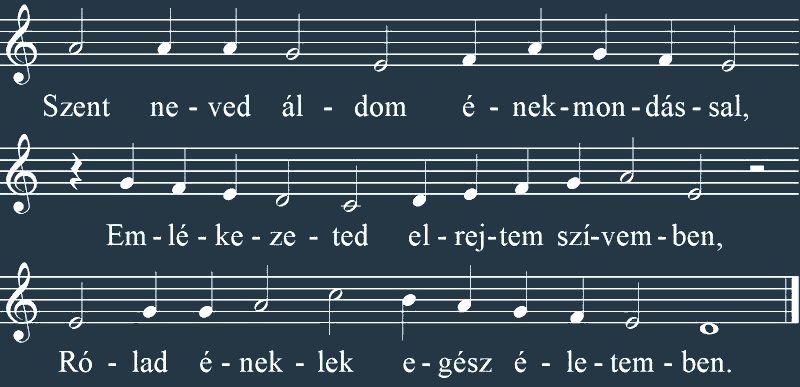 Szent ne - ved ál - dom é - nek - mon - dás - sal,
Em - lé - ke - ze - ted el - rej - tem szí - vem - ben,
Ró - lad é - nek - lek e - gész é - le - tem - ben.